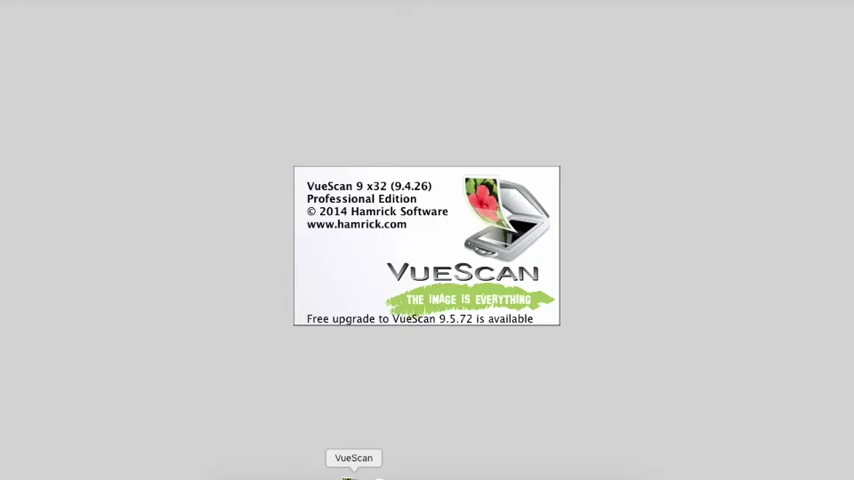 VueScan 9 x32 (9.4.26)
Professional Edition
© 2014 Hamrick Software
www.hamrick.com
VUESCAN
THE IMAGE IS EVERYTHING
Free upgrade to VueScan 9.5.72 is available
VueScan